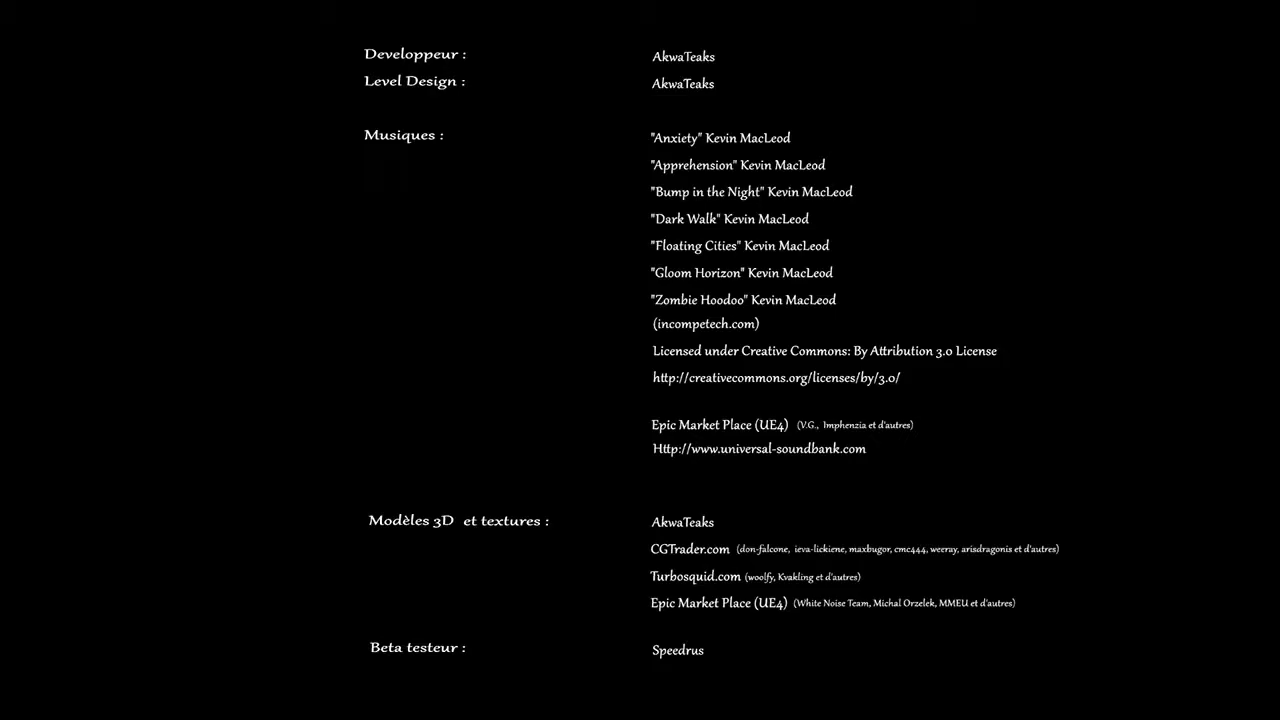 Developpeur : AkwaTeaks
Level Design : AkwaTeaks
Musiques : "Anxiety" Kevin MacLeod
"Apprehension" Kevin MacLeod
"Bump in the Night" Kevin MacLeod
"Dark Walk" Kevin MacLeod
"Floating Cities" Kevin MacLeod
"Gloom Horizon" Kevin MacLeod
"Zombie Hoodoo" Kevin MacLeod
(incompetech.com)
Licensed under Creative Commons: By Attribution 3.0 License
http://creativecommons.org/licenses/by/3.0/
Epic Market Place (UE4) (V.G., Imphenzia et d'autres)
Http://www.universal-soundbank.com
Modèles 3D et textures : AkwaTeaks
CGTrader.com (don-falcone, ieva-lickiene, maxbugor, cmc444, weeray, arisdragonis et d'autres)
Turbosquid.com (woolfy, Kvakling et d'autres)
Epic Market Place (UE4) (White Noise Team, Michal Orzelek, MMEU et d'autres)
Beta testeur : Speedrus